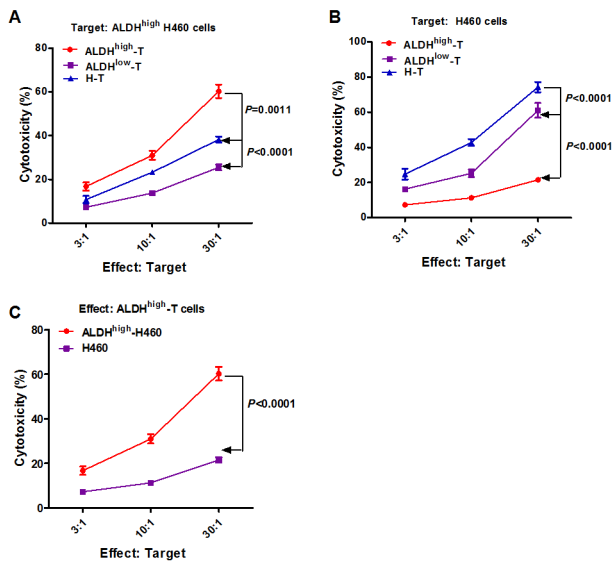 A
Target: ALDHhigh H460 cells
ALDHhigh-T
ALDHlow-T
H-T
Cytotoxicity (%)
80
60
40
20
0
P=0.0011
P<0.0001
3:1
10:1
30:1
Effect: Target
B
Target: H460 cells
ALDHhigh-T
ALDHlow-T
H-T
Cytotoxicity (%)
100
80
60
40
20
0
P<0.0001
P<0.0001
3:1
10:1
30:1
Effect: Target
C
Effect: ALDHhigh-T cells
ALDHhigh-H460
H460
Cytotoxicity (%)
80
60
40
20
0
P<0.0001
3:1
10:1
30:1
Effect: Target